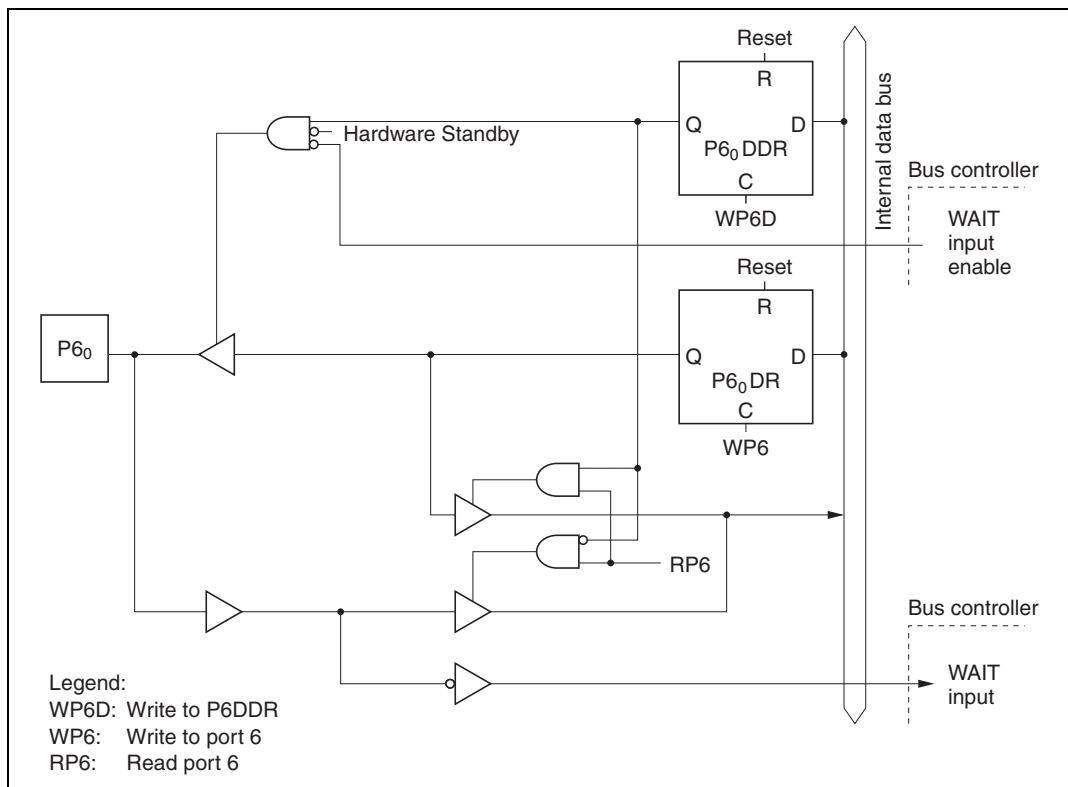 Reset
R
Q
D
P6₀ DDR
C
WP6D
Hardware Standby
Internal data bus
Bus controller
WAIT
input
enable
Reset
R
Q
D
P6₀ DR
C
WP6
P6₀
RP6
Bus controller
WAIT
input
Legend:
WP6D: Write to P6DDR
WP6: Write to port 6
RP6: Read port 6